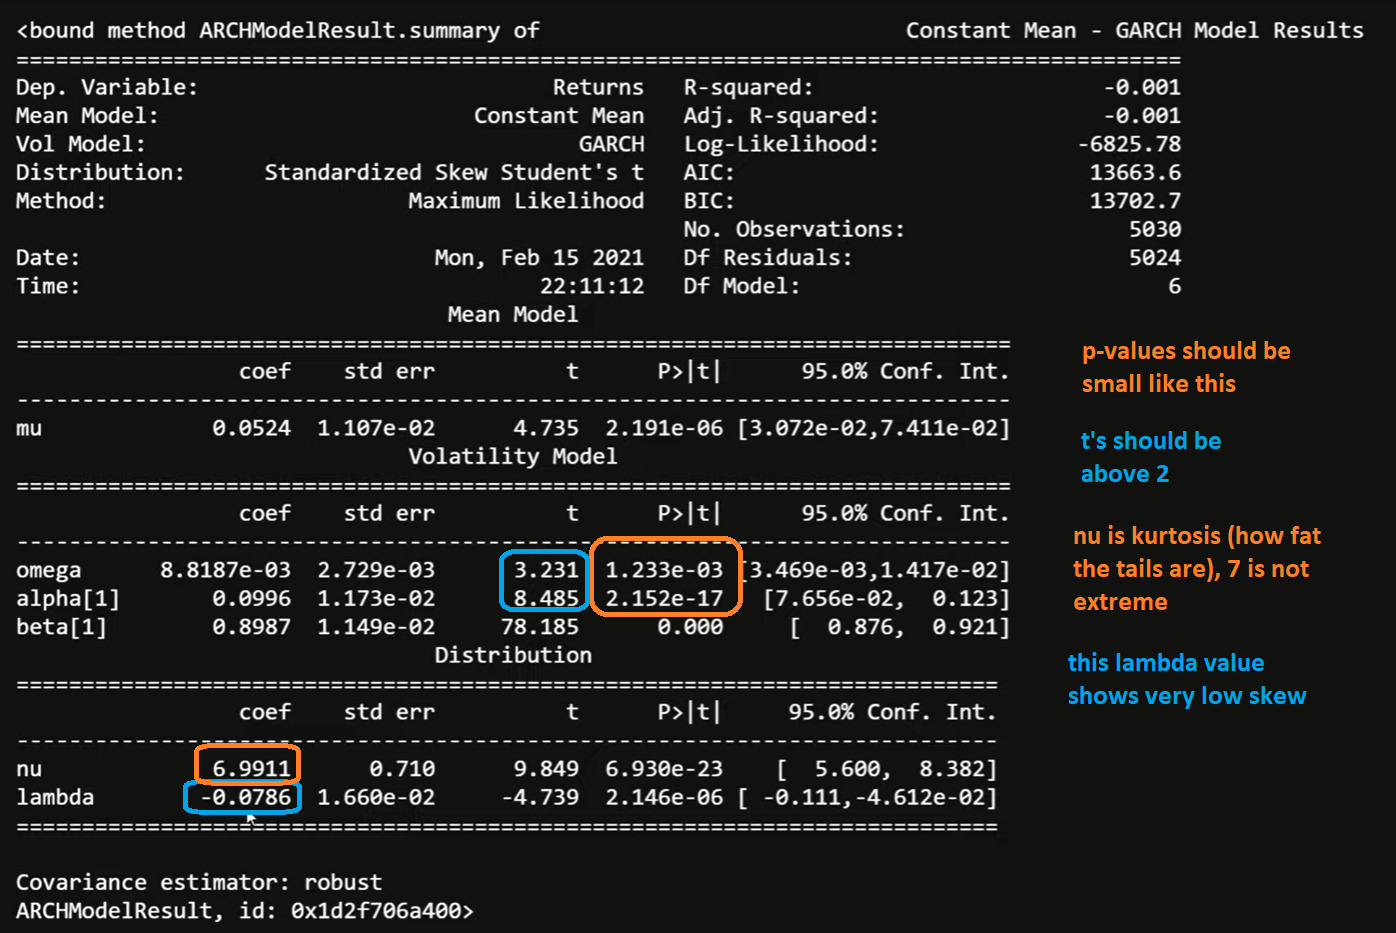 <bound method ARCHModelResult.summary of                            Constant Mean - GARCH Model Results
=========================================================================================
Dep. Variable:                           Returns   R-squared:                      -0.001
Mean Model:                        Constant Mean   Adj. R-squared:                 -0.001
Vol Model:                                 GARCH   Log-Likelihood:               -6825.78
Distribution:      Standardized Skew Student's t   AIC:                           13663.6
Method:                       Maximum Likelihood   BIC:                           13702.7
                                                   No. Observations:                 5030
Date:                           Mon, Feb 15 2021   Df Residuals:                     5024
Time:                                   22:11:12   Df Model:                            6
                                 Mean Model
============================================================================
                 coef    std err          t      P>|t|      95.0% Conf. Int.
----------------------------------------------------------------------------
mu             0.0524  1.107e-02      4.735  2.191e-06 [3.072e-02,7.411e-02]
                              Volatility Model
============================================================================
                 coef    std err          t      P>|t|      95.0% Conf. Int.
----------------------------------------------------------------------------
omega      8.8187e-03  2.729e-03      3.231  1.233e-03 [3.469e-03,1.417e-02]
alpha[1]       0.0996  1.173e-02      8.485  2.152e-17   [7.656e-02,  0.123]
beta[1]        0.8987  1.149e-02     78.185      0.000     [  0.876,  0.921]
                                Distribution
===========================================================================
                 coef    std err          t      P>|t|     95.0% Conf. Int.
---------------------------------------------------------------------------
nu             6.9911      0.710      9.849  6.930e-23    [  5.600,  8.382]
lambda        -0.0786  1.660e-02     -4.739  2.146e-06 [ -0.111,-4.612e-02]
===========================================================================
Covariance estimator: robust
ARCHModelResult, id: 0x1d2f706a400>
p-values should be
small like this
t's should be
above 2
nu is kurtosis (how fat
the tails are), 7 is not
extreme
this lambda value
shows very low skew